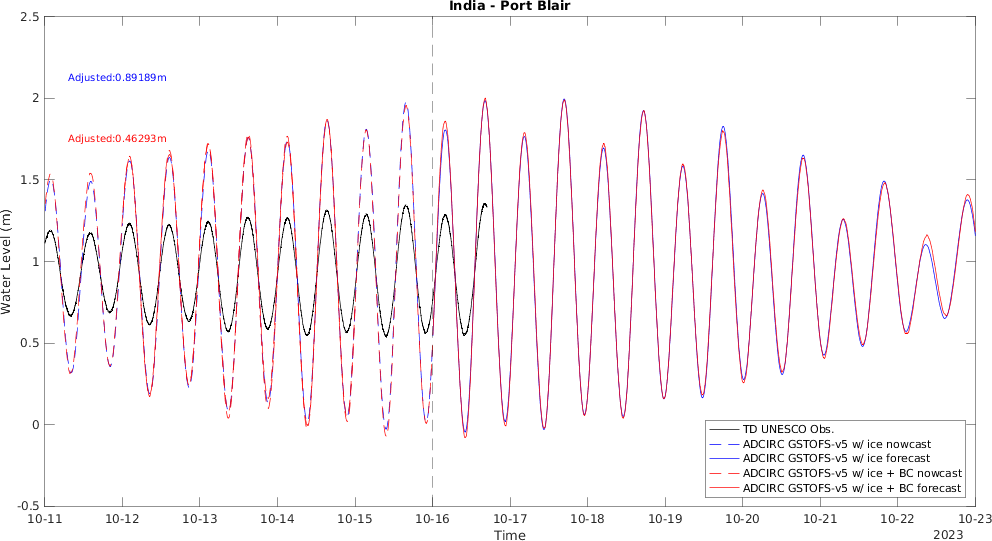 India - Port Blair
2.5
2
1.5
1
0.5
0
-0.5
Water Level (m)
Adjusted:0.89189m
Adjusted:0.46293m
TD UNESCO Obs.
ADCIRC GSTOFS-v5 w/ ice nowcast
ADCIRC GSTOFS-v5 w/ ice forecast
ADCIRC GSTOFS-v5 w/ ice + BC nowcast
ADCIRC GSTOFS-v5 w/ ice + BC forecast
10-11 10-12 10-13 10-14 10-15 10-16 10-17 10-18 10-19 10-20 10-21 10-22 10-23
Time
2023